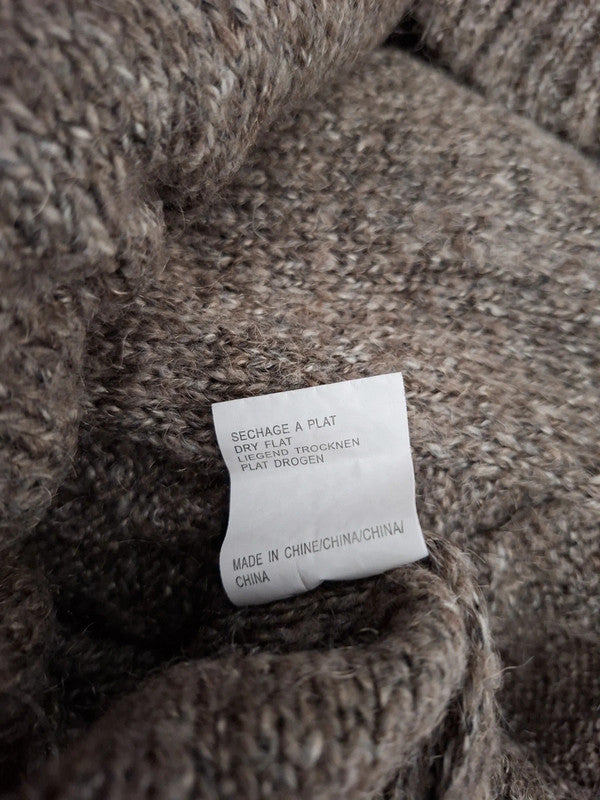 SECHAGE A PLAT
DRY FLAT
LIEGEND TROCKNEN
PLAT DROGEN
MADE IN CHINE/CHINA/CHINA/
CHINA